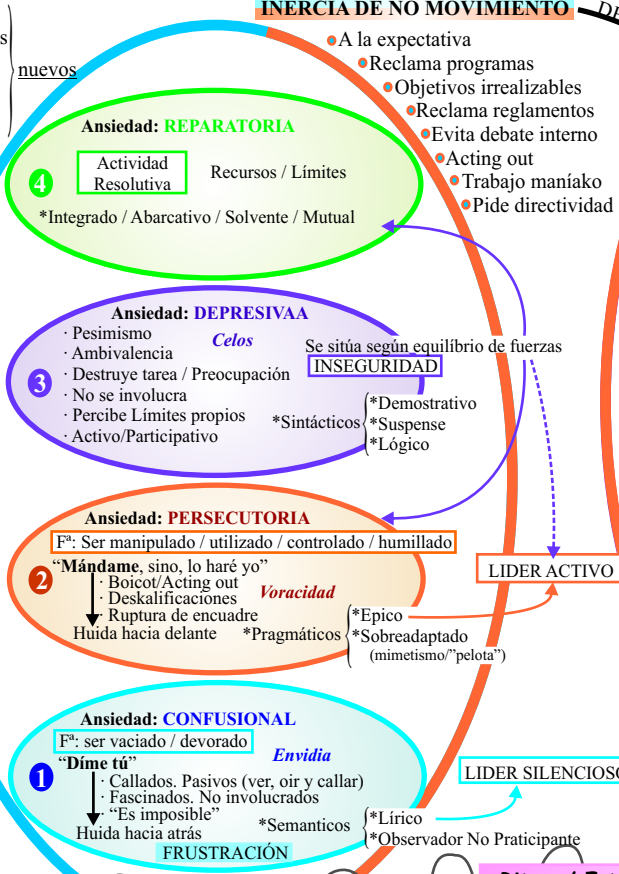 INERCIA DE NO MOVIMIENTO
DE
s
nuevos
A la expectativa
Reclama programas
Objetivos irrealizables
Reclama reglamentos
Evita debate interno
Acting out
Trabajo maníako
Pide directividad
Ansiedad: REPARATORIA
4
Actividad
Resolutiva
Recursos / Límites
*Integrado / Abarcativo / Solvente / Mutual
Ansiedad: DEPRESIVAA
· Pesimismo
Celos
· Ambivalencia
Se sitúa según equilíbrio de fuerzas
3
· Destruye tarea / Preocupación
INSEGURIDAD
· No se involucra
· Percibe Límites propios
· Activo/Participativo
*Sintácticos
*Demostrativo
*Suspense
*Lógico
Ansiedad: PERSECUTORIA
Fª: Ser manipulado / utilizado / controlado / humillado
2
“Mándame, sino, lo haré yo”
· Boicot/Acting out
· Deskalificaciones
· Ruptura de encuadre
Huida hacia delante
Voracidad
*Pragmáticos
*Epico
*Sobreadaptado
(mimetismo/”pelota”)
LIDER ACTIVO
Ansiedad: CONFUSIONAL
Fª: ser vaciado / devorado
1
“Díme tú”
Envidia
· Callados. Pasivos (ver, oir y callar)
· Fascinados. No involucrados
· “Es imposible”
Huida hacia atrás
FRUSTRACIÓN
*Semanticos
*Lírico
*Observador No Praticipante
LIDER SILENCIOSO